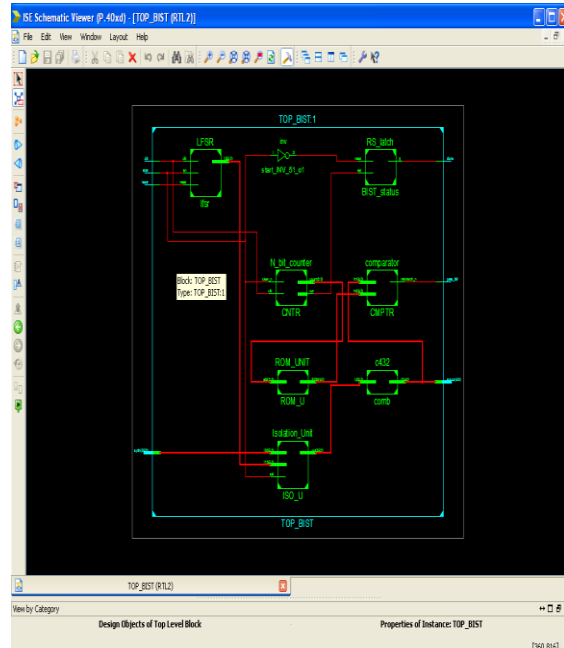 ISE Schematic Viewer (P.40xd) - [TOP_BIST (RTL2)]
File Edit View Window Layout Help
TOP_BIST:1
LFSR
inv
RS_latch
start_INV_51_o1
BIST_status
lfsr
N_bit_counter
comparator
Block: TOP_BIST
Type: TOP_BIST:1
CNTR
CMPTR
ROM_UNIT
c432
ROM_U
comb
Isolation_Unit
ISO_U
TOP_BIST
TOP_BIST (RTL2)
View by Category
Design Objects of Top Level Block
Properties of Instance: TOP_BIST
[360,816]